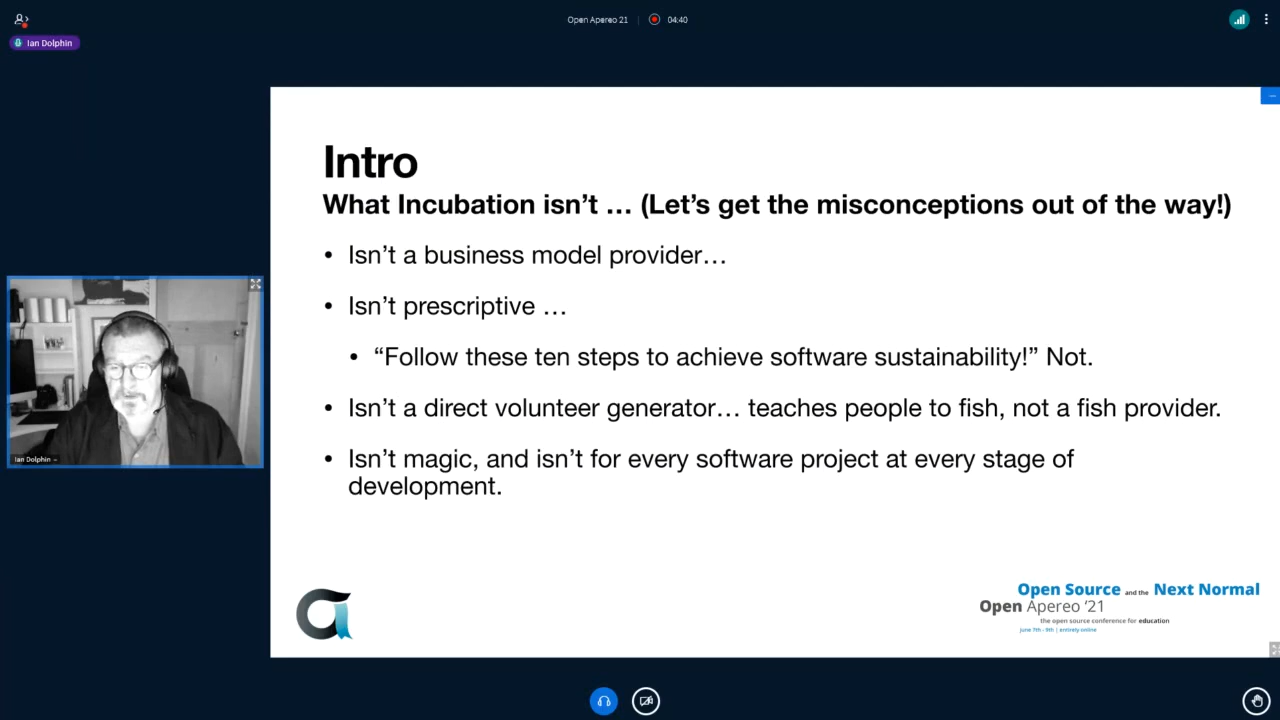 Open Apereo 21
04:40
Ian Dolphin
Intro
What Incubation isn’t … (Let’s get the misconceptions out of the way!)
• Isn’t a business model provider…
• Isn’t prescriptive …
• “Follow these ten steps to achieve software sustainability!” Not.
• Isn’t a direct volunteer generator… teaches people to fish, not a fish provider.
• Isn’t magic, and isn’t for every software project at every stage of
development.
Ian Dolphin
Open Source and the Next Normal
Open Apereo ‘21
the open source conference for education
june 7th - 9th | entirely online